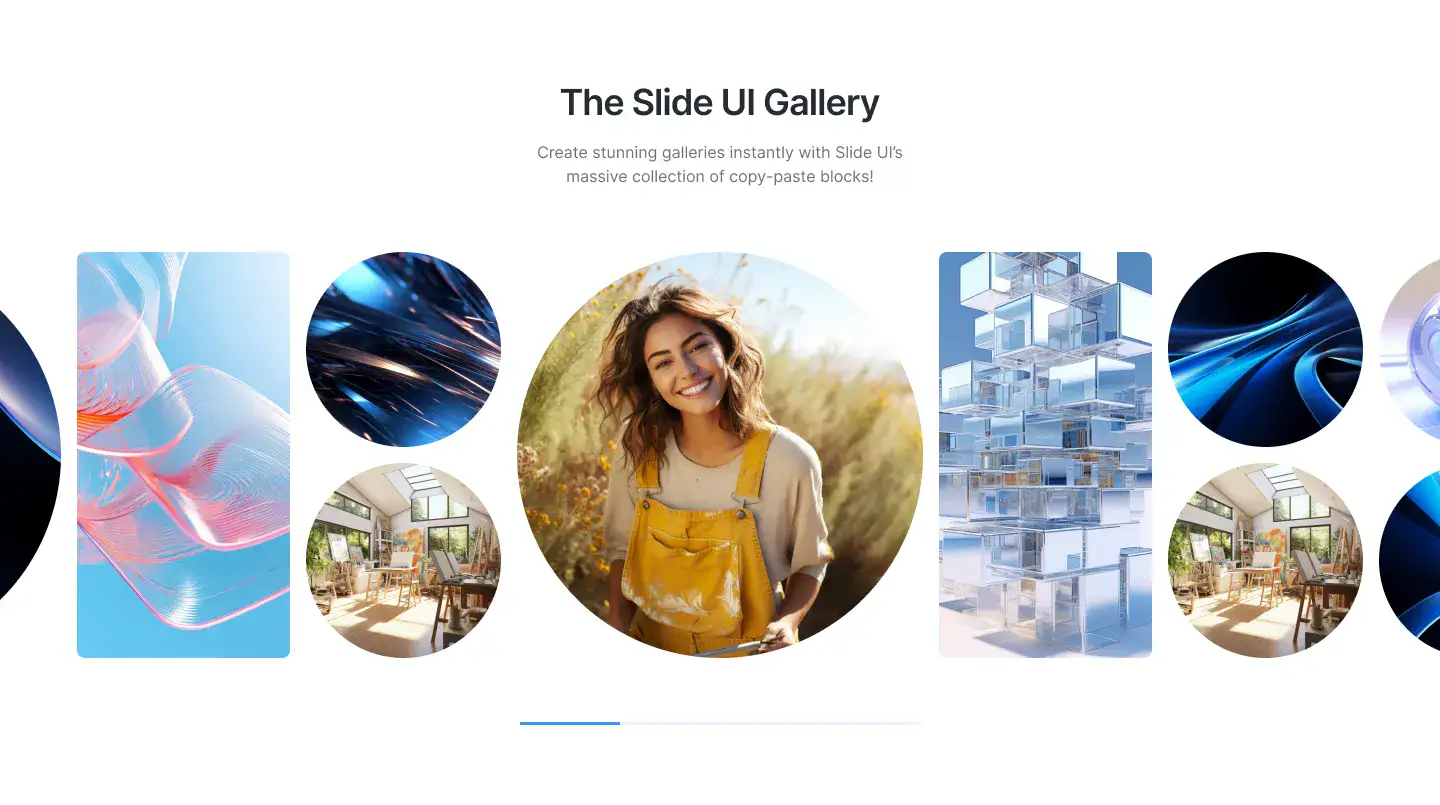 The Slide UI Gallery
Create stunning galleries instantly with Slide UI’s
massive collection of copy-paste blocks!